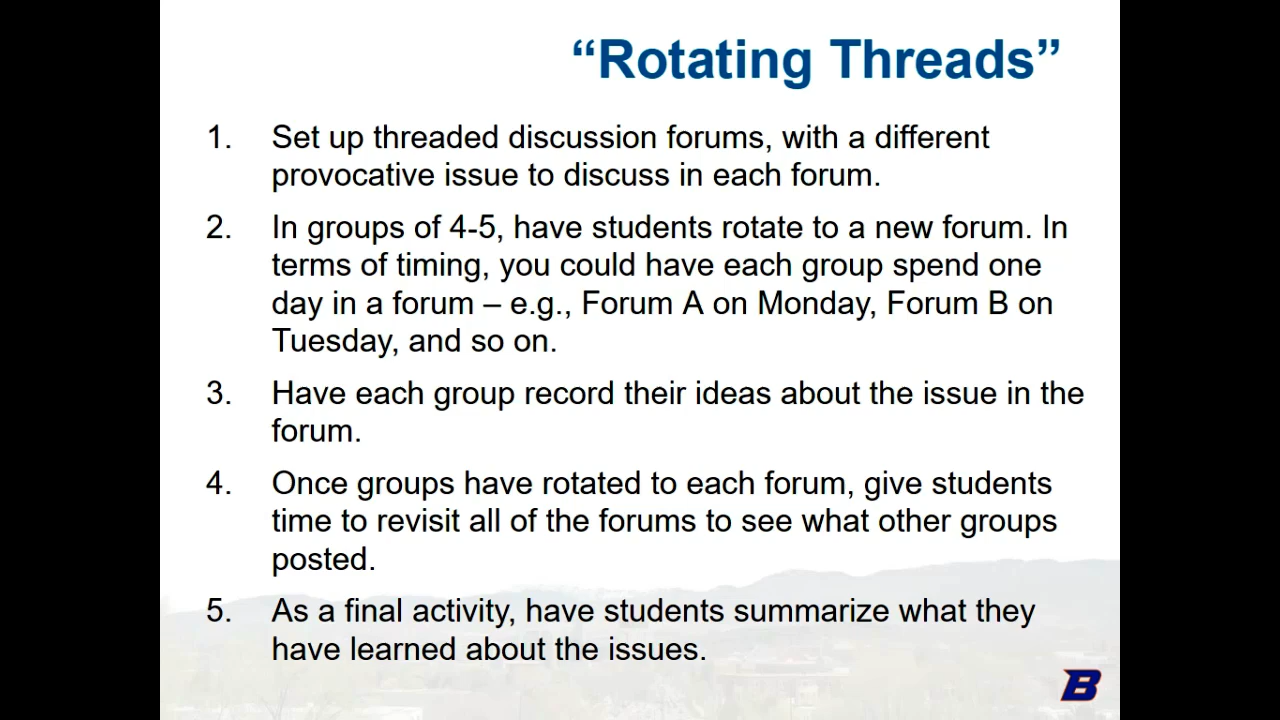 “Rotating Threads”
1. Set up threaded discussion forums, with a different
provocative issue to discuss in each forum.
2. In groups of 4-5, have students rotate to a new forum. In
terms of timing, you could have each group spend one
day in a forum – e.g., Forum A on Monday, Forum B on
Tuesday, and so on.
3. Have each group record their ideas about the issue in the
forum.
4. Once groups have rotated to each forum, give students
time to revisit all of the forums to see what other groups
posted.
5. As a final activity, have students summarize what they
have learned about the issues.
B